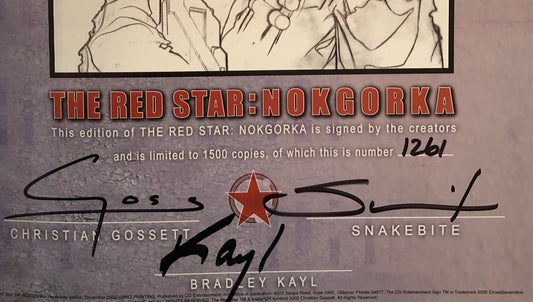 THE RED STAR: NOKGORKA
This edition of THE RED STAR: NOKGORKA is signed by the creators
and is limited to 1500 copies, of which this is number 1261
Goss
CHRISTIAN GOSSETT
SNAKEBITE
Kayl
BRADLEY KAYL